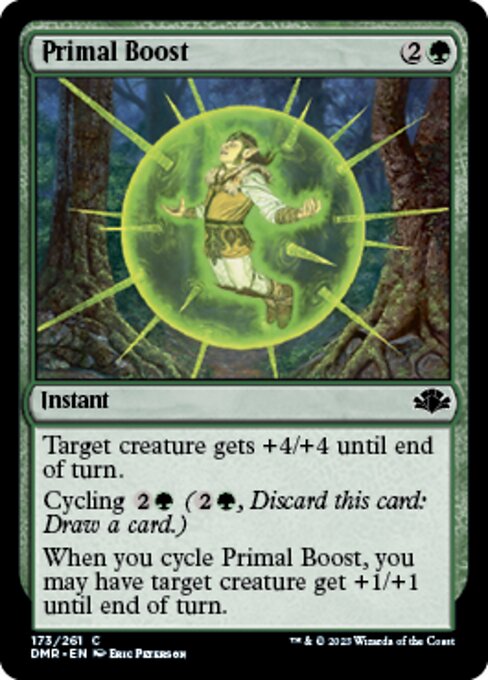 Primal Boost 2
Instant
Target creature gets +4/+4 until end
of turn.
Cycling 2 (2, Discard this card:
Draw a card.)
When you cycle Primal Boost, you
may have target creature get +1/+1
until end of turn.
173/261 C
DMR • EN Eric Peterson
™ & © 2023 Wizards of the Coast